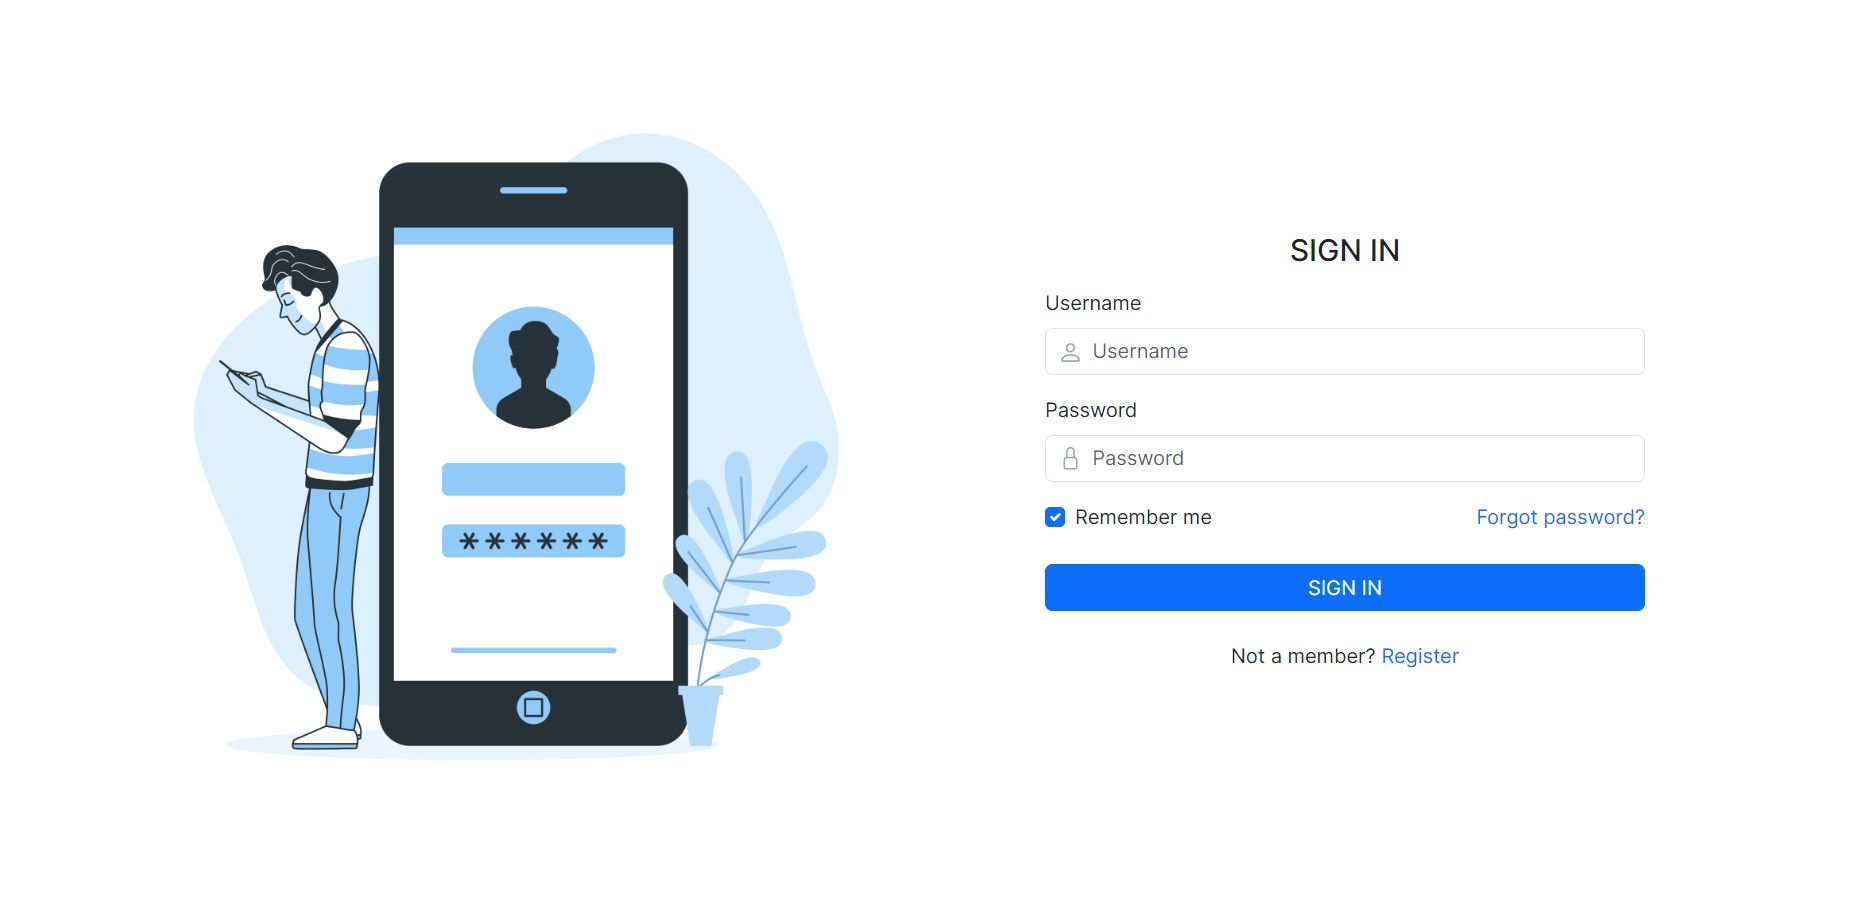 SIGN IN
Username
Username
Password
Password
Remember me
Forgot password?
SIGN IN
Not a member? Register
******